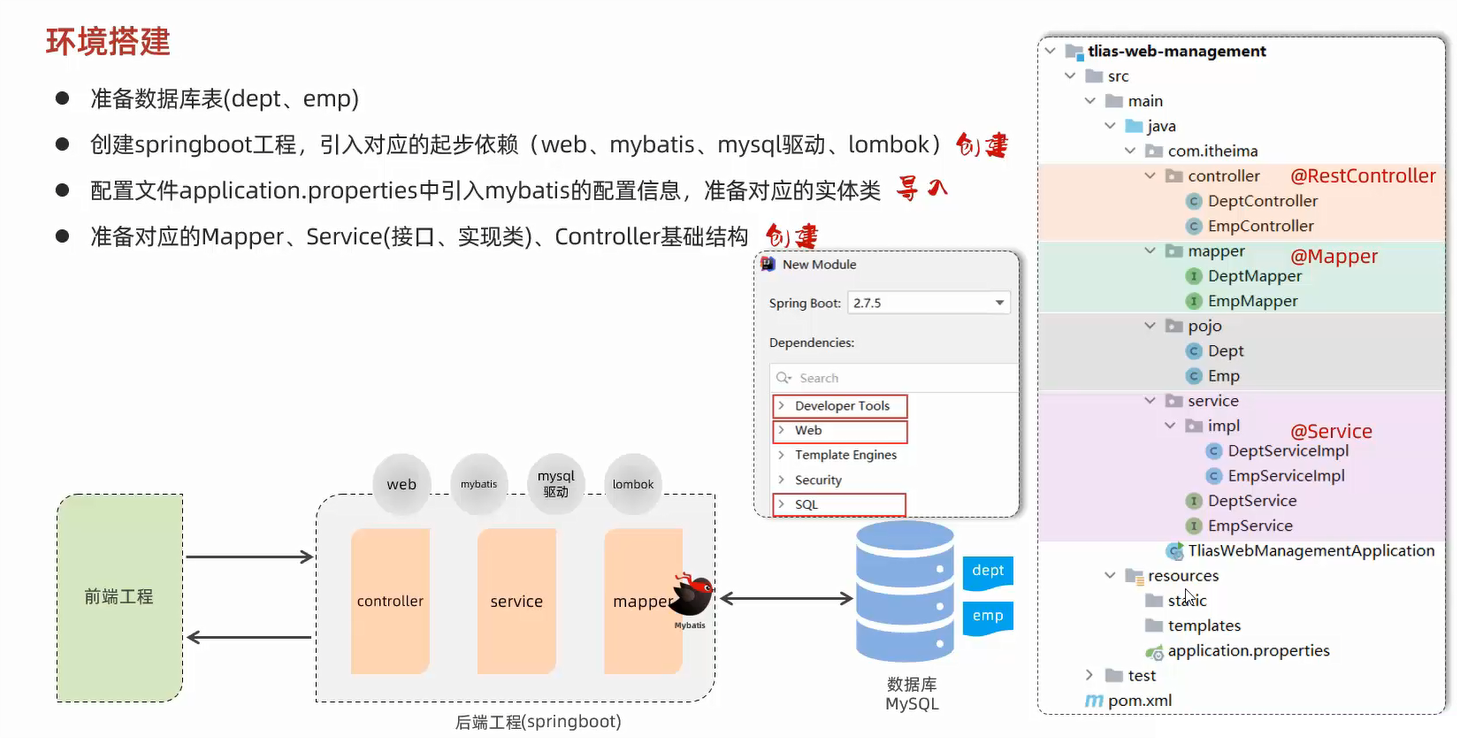 环境搭建
准备数据库表(dept、emp)
创建springboot工程，引入对应的起步依赖（web、mybatis、mysql驱动、lombok）创建
配置文件application.properties中引入mybatis的配置信息，准备对应的实体类 导入
准备对应的Mapper、Service(接口、实现类)、Controller基础结构 创建
New Module
Spring Boot: 2.7.5
Dependencies:
Search
Developer Tools
Web
Template Engines
Security
SQL
web
mybatis
mysql
驱动
lombok
前端工程
controller
service
mapper
Mybatis
后端工程(springboot)
dept
emp
数据库
MySQL
tlias-web-management
src
main
java
com.itheima
controller @RestController
DeptController
EmpController
mapper @Mapper
DeptMapper
EmpMapper
pojo
Dept
Emp
service
impl @Service
DeptServiceImpl
EmpServiceImpl
DeptService
EmpService
TliasWebManagementApplication
resources
static
templates
application.properties
test
pom.xml